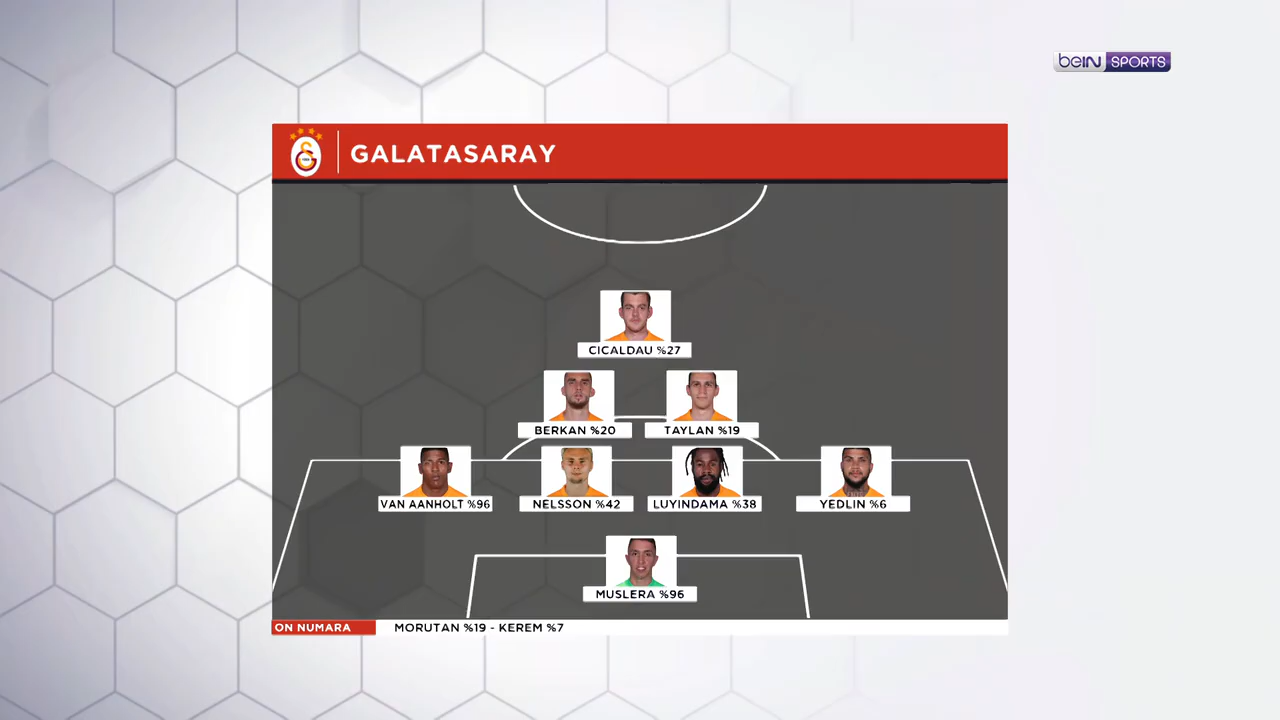 beIN SPORTS
GALATASARAY
CICALDAU %27
BERKAN %20
TAYLAN %19
VAN AANHOLT %96
NELSSON %42
LUYINDAMA %38
YEDLIN %6
MUSLERA %96
ON NUMARA
MORUTAN %19 - KEREM %7